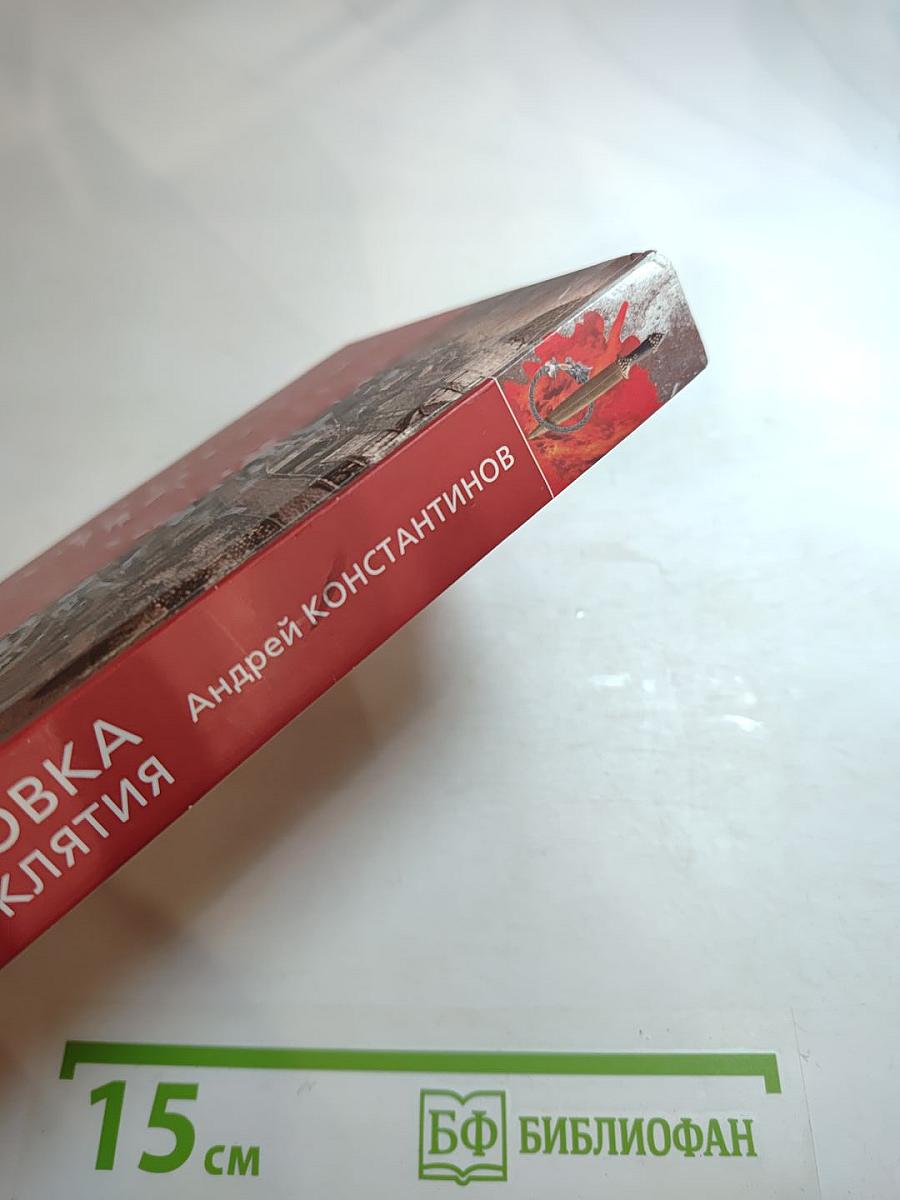 Андрей КОНСТАНТИНОВ
ОВКА
КЛЯТИЯ
15 см
БФ БИБЛИОФАН